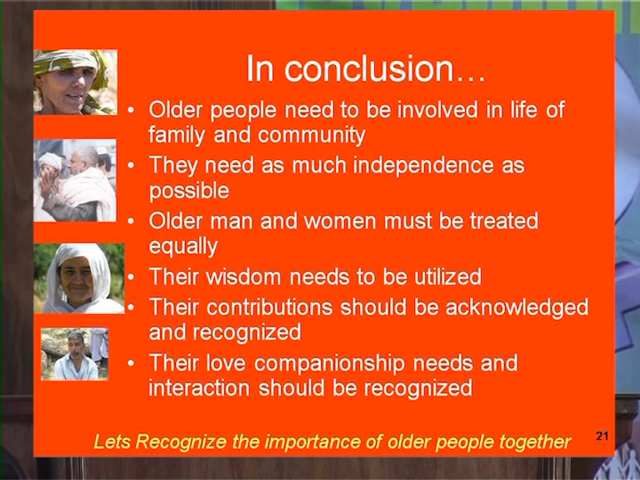 In conclusion…
• Older people need to be involved in life of
family and community
• They need as much independence as
possible
• Older man and women must be treated
equally
• Their wisdom needs to be utilized
• Their contributions should be acknowledged
and recognized
• Their love companionship needs and
interaction should be recognized
Lets Recognize the importance of older people together
21